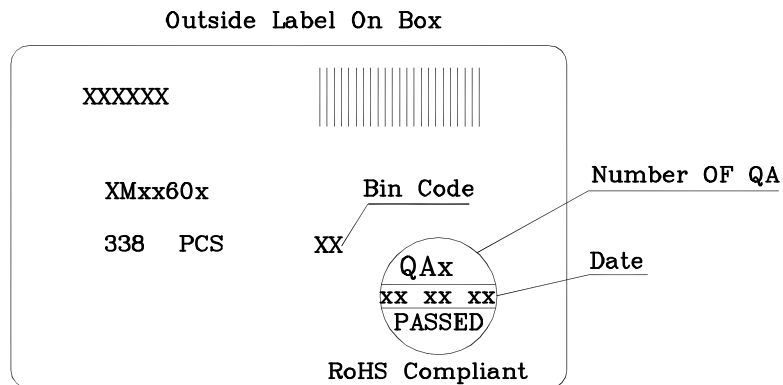 Outside Label On Box
XXXXXX
XMxx60x
Bin Code
Number OF QA
338 PCS
XX
QAx
Date
xx xx xx
PASSED
RoHS Compliant